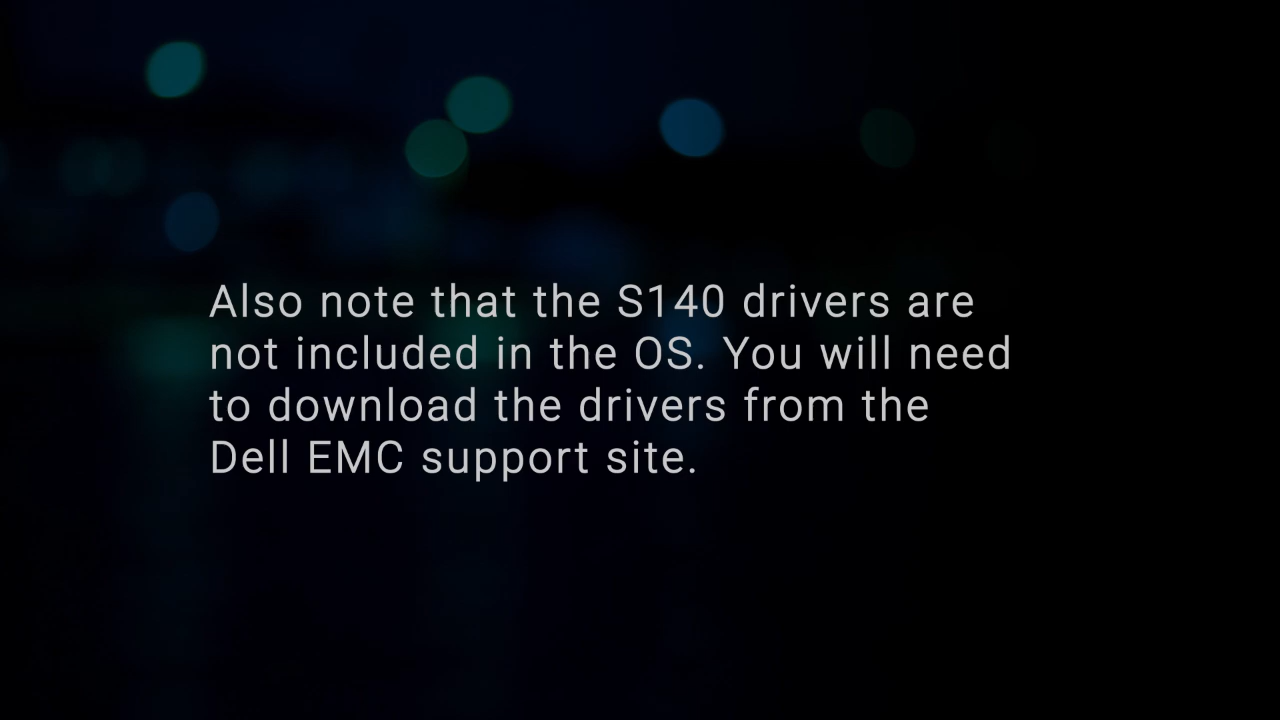 Also note that the S140 drivers are
not included in the OS. You will need
to download the drivers from the
Dell EMC support site.